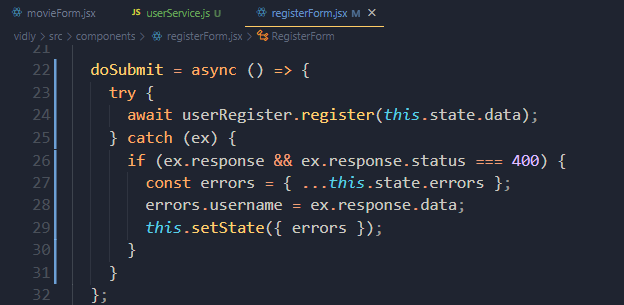 movieForm.jsx JS userService.js U registerForm.jsx M ×
vidly > src > components > registerForm.jsx > RegisterForm
21
22 doSubmit = async () => {
23 try {
24 await userRegister.register(this.state.data);
25 } catch (ex) {
26 if (ex.response && ex.response.status === 400) {
27 const errors = { ...this.state.errors };
28 errors.username = ex.response.data;
29 this.setState({ errors });
30 }
31 }
32 };